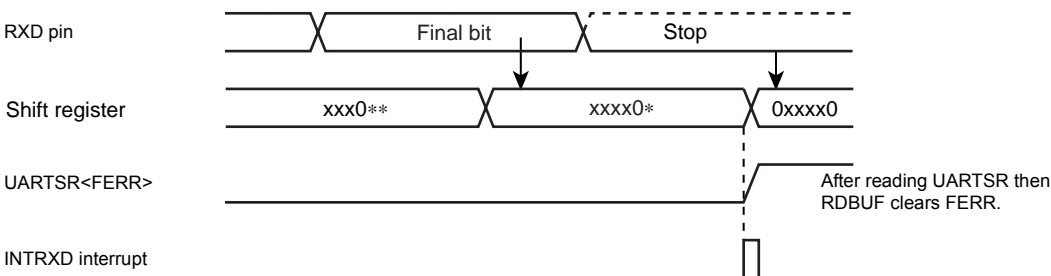 RXD pin
Final bit
Stop
Shift register
xxx0**
xxxx0*
0xxxx0
UARTSR<FERR>
After reading UARTSR then
RDBUF clears FERR.
INTRXD interrupt